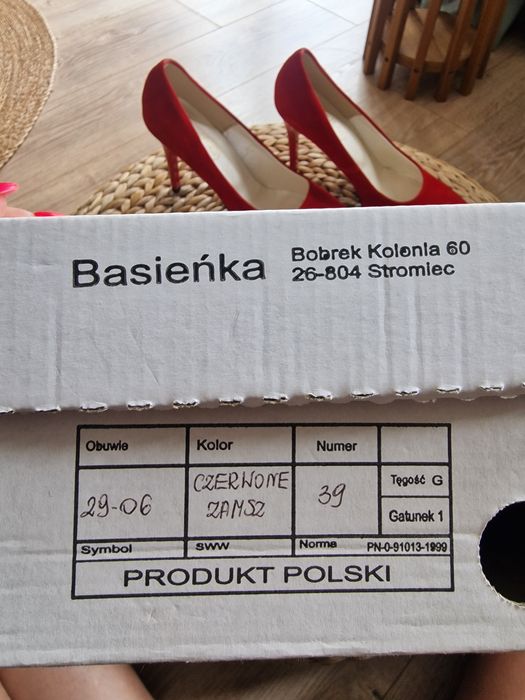 Basieńka
Bobrek Kolonia 60
26-804 Stromiec
Obuwie Kolor Numer
29-06 CZERWONE ZAMSZ 39 Tęgość G
Gatunek 1
Symbol SWW Norma PN-0-91013-1999
PRODUKT POLSKI